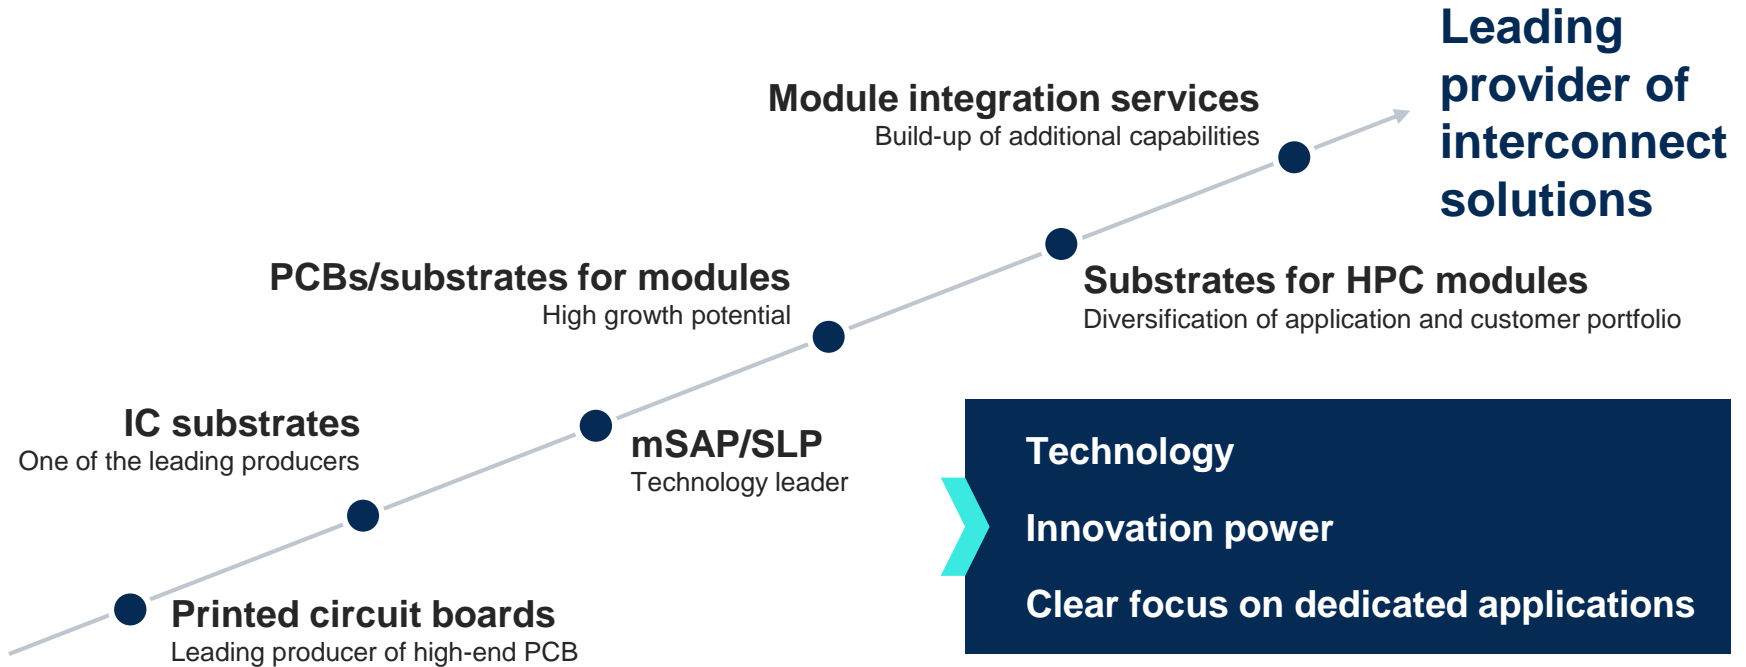 Leading
provider of
interconnect
solutions
Module integration services
Build-up of additional capabilities
PCBs/substrates for modules
High growth potential
Substrates for HPC modules
Diversification of application and customer portfolio
IC substrates
One of the leading producers
mSAP/SLP
Technology leader
Printed circuit boards
Leading producer of high-end PCB
Technology
Innovation power
Clear focus on dedicated applications